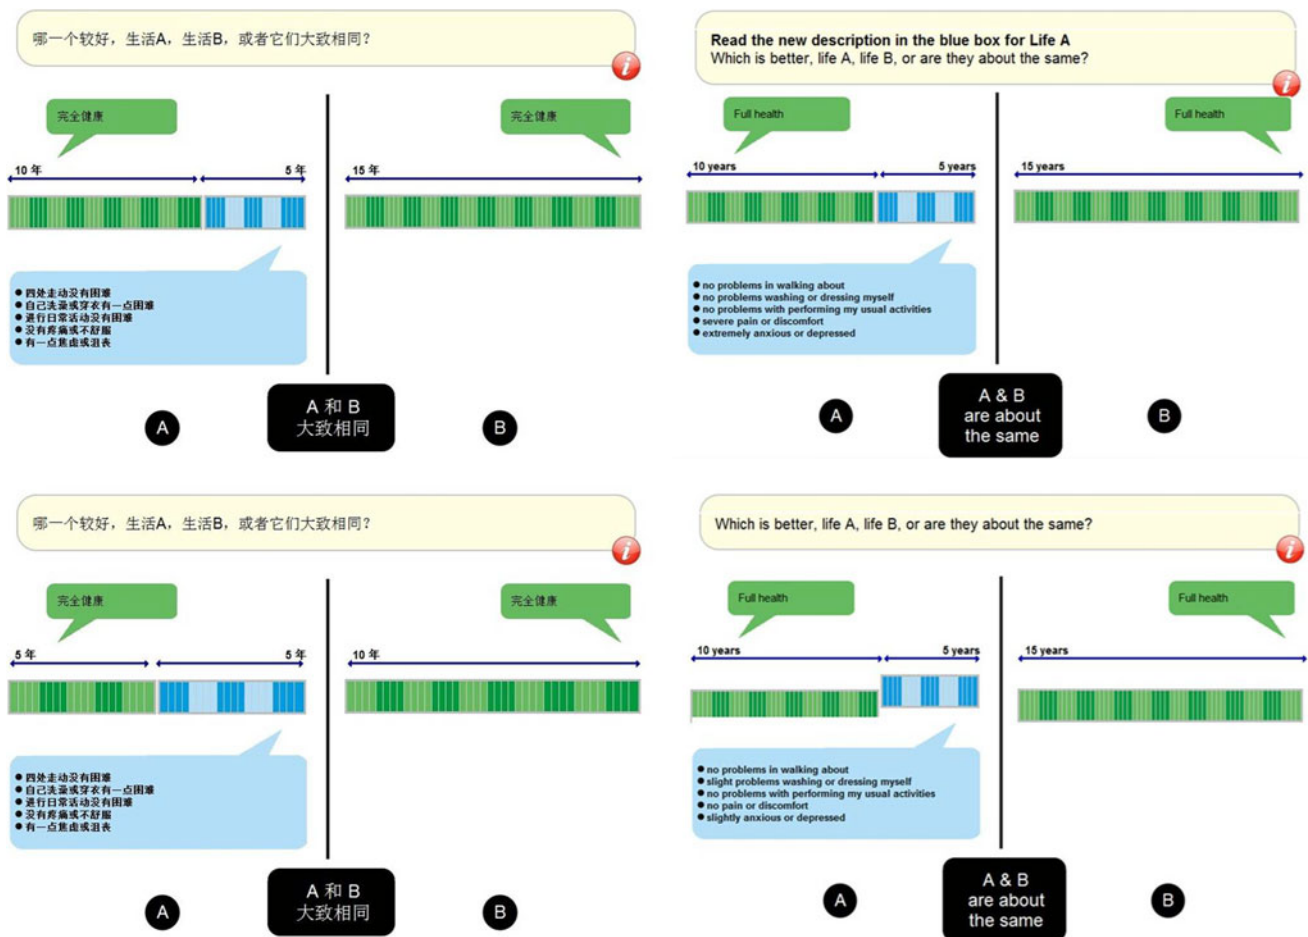 哪一个较好，生活A，生活B，或者它们大致相同？
i
完全健康
完全健康
10 年
5 年
15 年
● 四处走动没有困难
● 自己洗澡或穿衣有一点困难
● 进行日常活动没有困难
● 没有疼痛或不舒服
● 有一点焦虑或沮丧
A
A 和 B
大致相同
B
Read the new description in the blue box for Life A
Which is better, life A, life B, or are they about the same?
i
Full health
Full health
10 years
5 years
15 years
● no problems in walking about
● no problems washing or dressing myself
● no problems with performing my usual activities
● severe pain or discomfort
● extremely anxious or depressed
A
A & B
are about
the same
B
哪一个较好，生活A，生活B，或者它们大致相同？
i
完全健康
完全健康
5 年
5 年
10 年
● 四处走动没有困难
● 自己洗澡或穿衣有一点困难
● 进行日常活动没有困难
● 没有疼痛或不舒服
● 有一点焦虑或沮丧
A
A 和 B
大致相同
B
Which is better, life A, life B, or are they about the same?
i
Full health
Full health
10 years
5 years
15 years
● no problems in walking about
● slight problems washing or dressing myself
● no problems with performing my usual activities
● no pain or discomfort
● slightly anxious or depressed
A
A & B
are about
the same
B